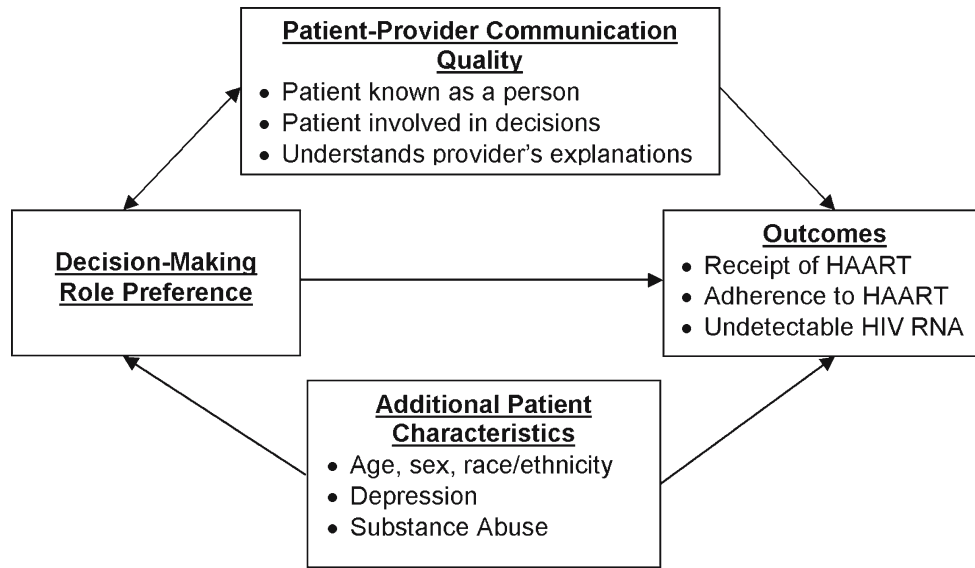 Patient-Provider Communication
Quality
• Patient known as a person
• Patient involved in decisions
• Understands provider's explanations
Decision-Making
Role Preference
Outcomes
• Receipt of HAART
• Adherence to HAART
• Undetectable HIV RNA
Additional Patient
Characteristics
• Age, sex, race/ethnicity
• Depression
• Substance Abuse